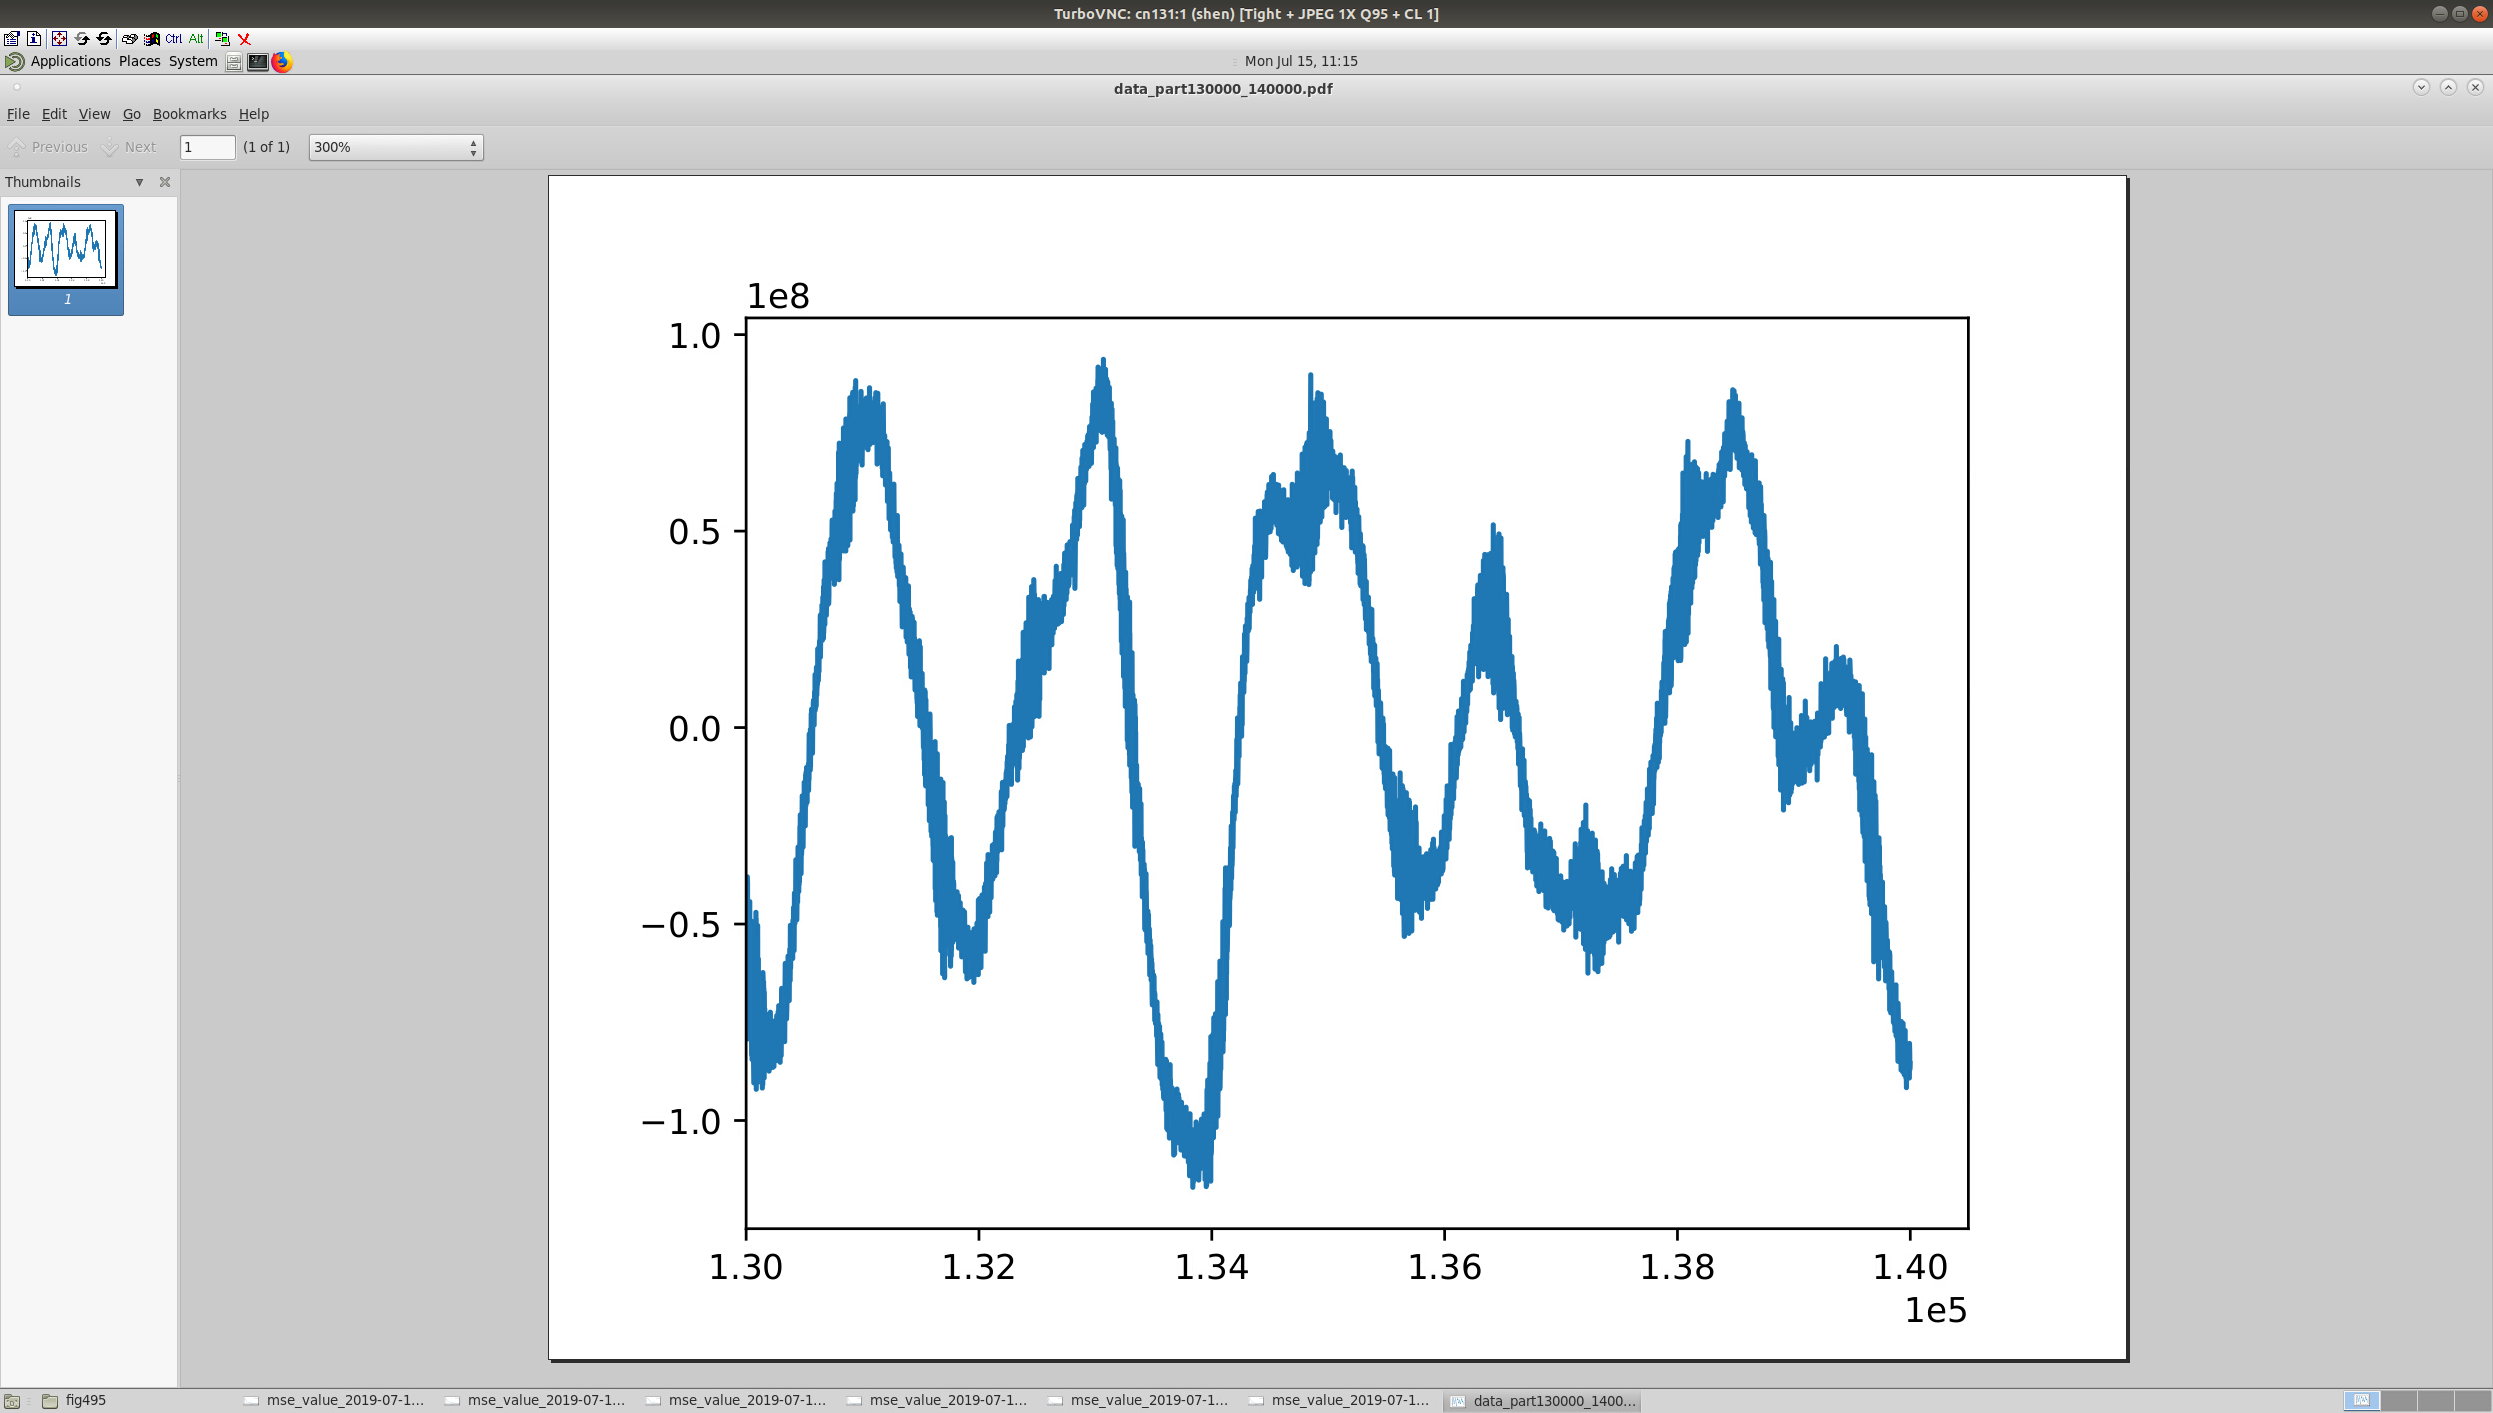 TurboVNC: cn131:1 (shen) [Tight + JPEG 1X Q95 + CL 1]
Ctrl Alt
Applications Places System
Mon Jul 15, 11:15
data_part130000_140000.pdf
File Edit View Go Bookmarks Help
Previous Next 1 (1 of 1) 300%
Thumbnails
1
1e8
1.0
0.5
0.0
−0.5
−1.0
1.30 1.32 1.34 1.36 1.38 1.40
1e5
fig495 mse_value_2019-07-1... mse_value_2019-07-1... mse_value_2019-07-1... mse_value_2019-07-1... mse_value_2019-07-1... mse_value_2019-07-1... data_part130000_1400...